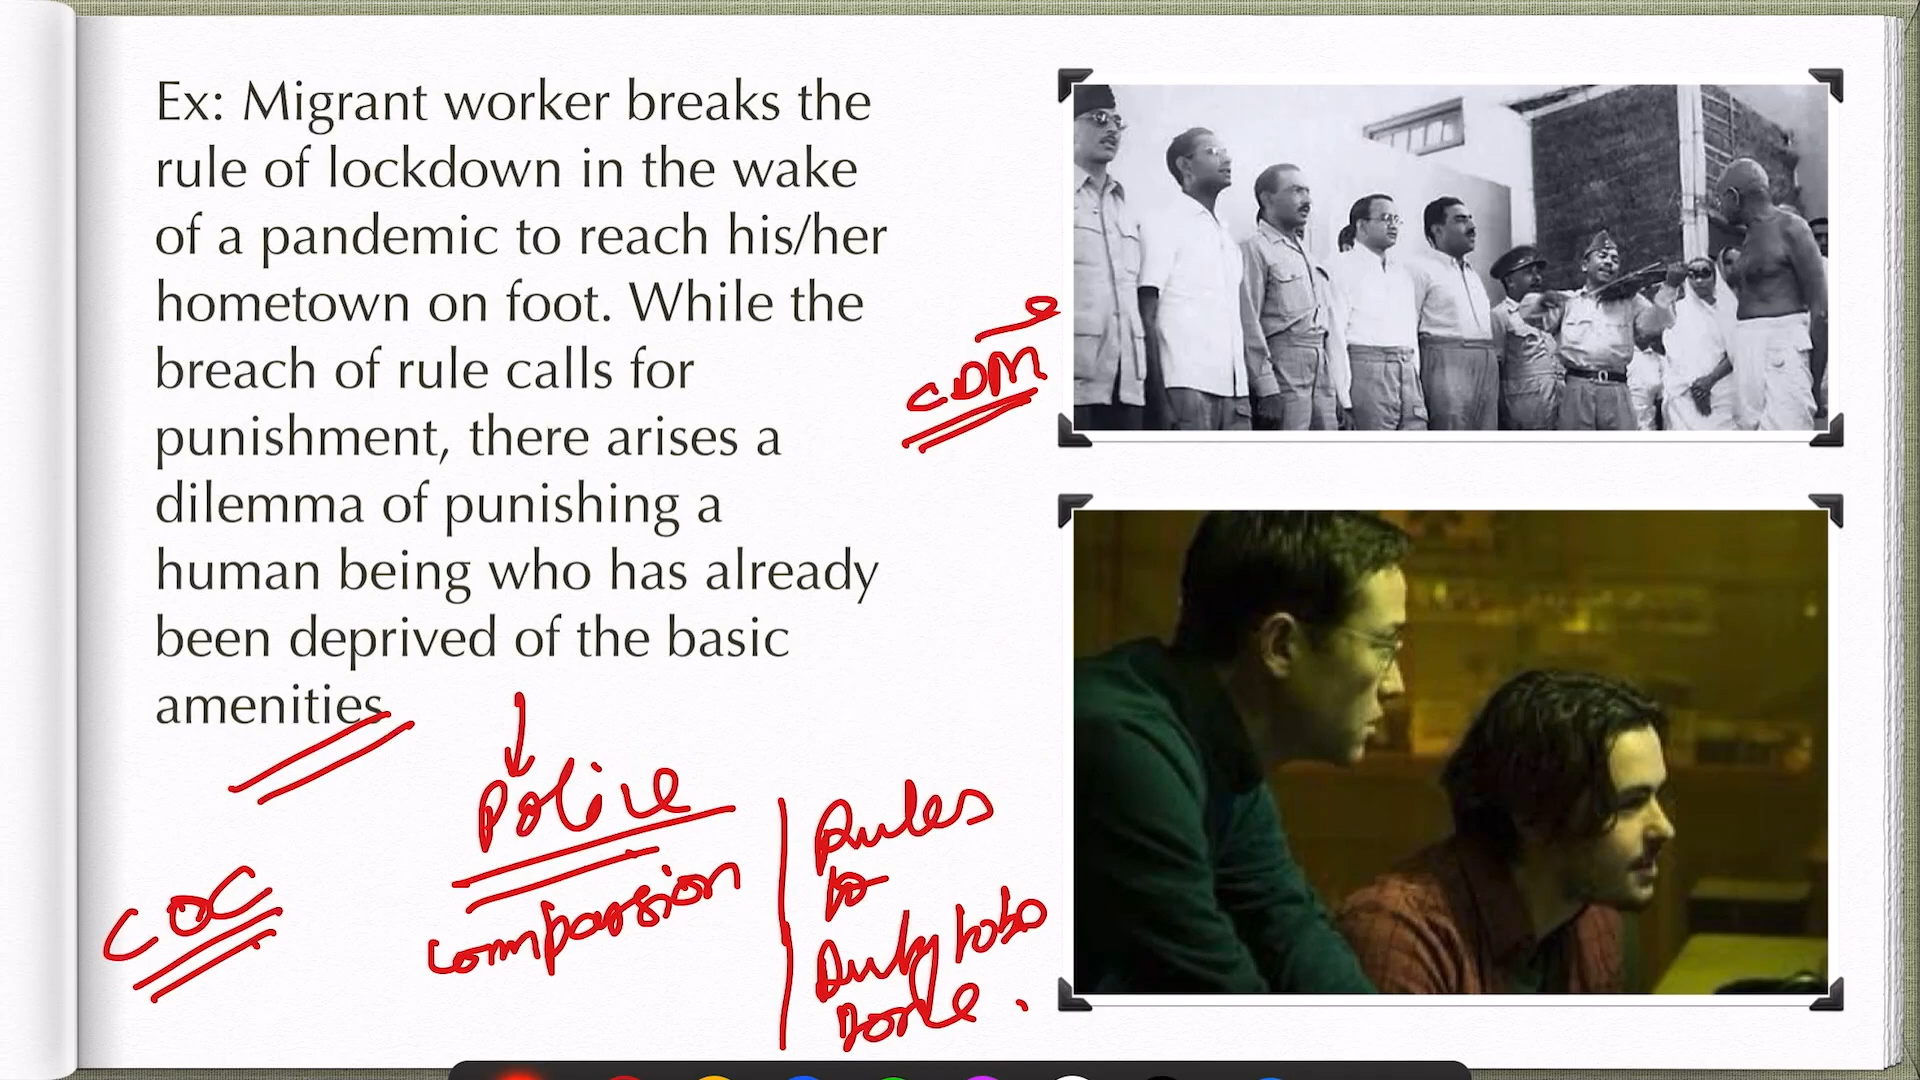 Ex: Migrant worker breaks the
rule of lockdown in the wake
of a pandemic to reach his/her
hometown on foot. While the
breach of rule calls for
punishment, there arises a
dilemma of punishing a
human being who has already
been deprived of the basic
amenities
CDM
Police
compassion
COC
Rules
to
Duty to bo
Done.